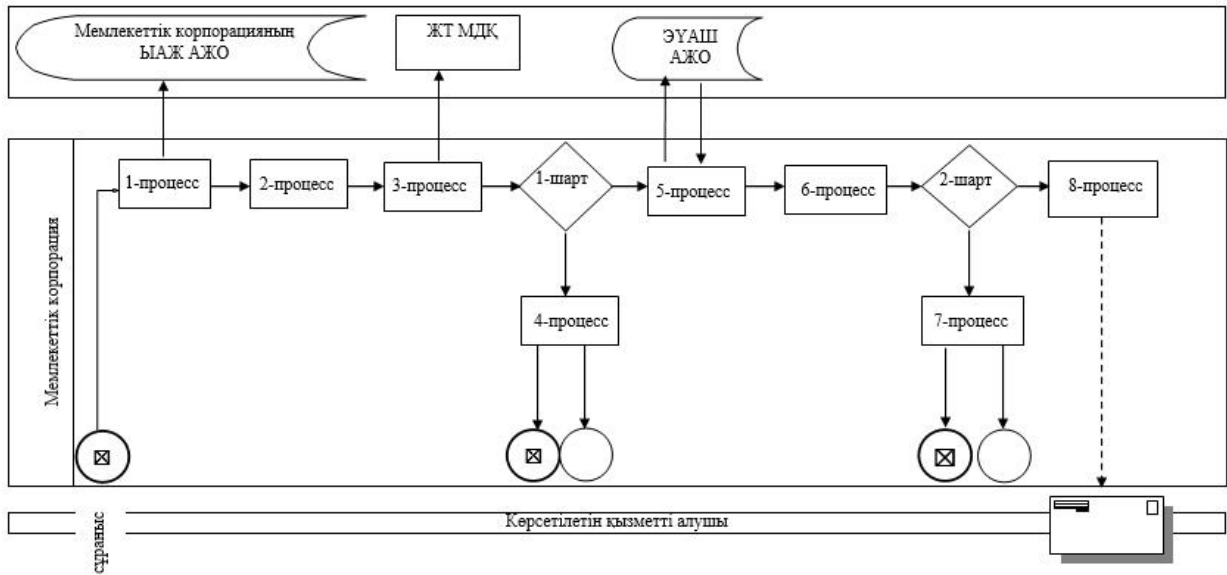 Мемлекеттік корпорацияның
ЫАЖ АЖО
ЖТ МДҚ
ЭҮАШ
АЖО
Мемлекеттік корпорация
1-процесс
2-процесс
3-процесс
1-шарт
5-процесс
6-процесс
2-шарт
8-процесс
4-процесс
7-процесс
сұраныс
Көрсетілетін қызметті алушы